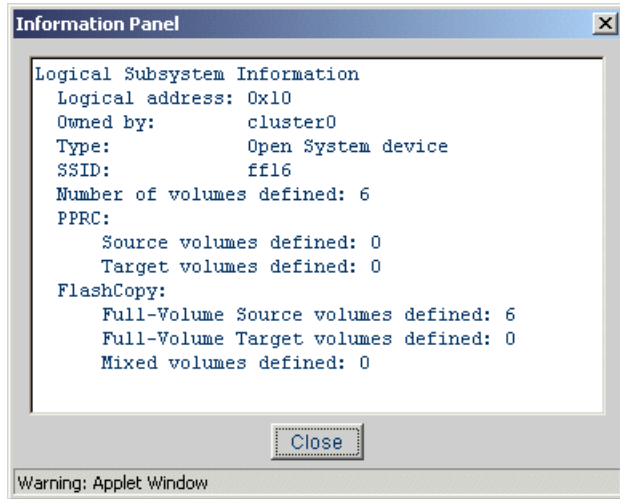 Information Panel
Logical Subsystem Information
Logical address: 0x10
Owned by: cluster0
Type: Open System device
SSID: ff16
Number of volumes defined: 6
PPRC:
Source volumes defined: 0
Target volumes defined: 0
FlashCopy:
Full-Volume Source volumes defined: 6
Full-Volume Target volumes defined: 0
Mixed volumes defined: 0
Close
Warning: Applet Window